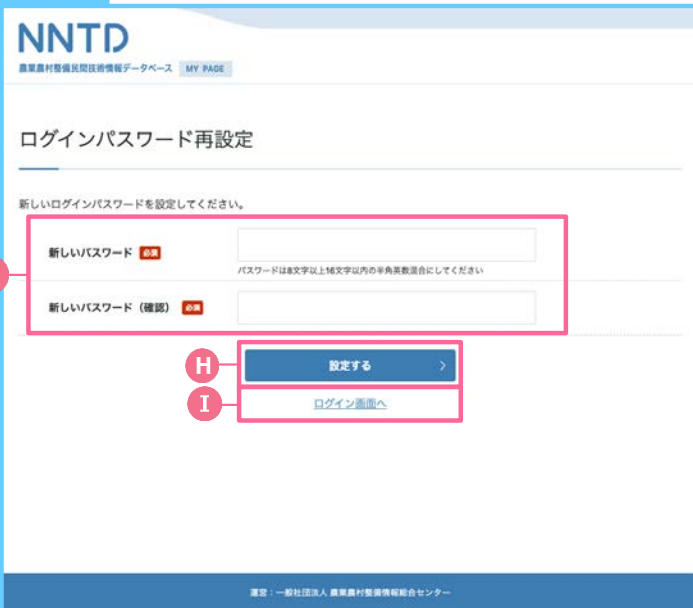 NNTD
農業農村整備民間技術情報データベース MY PAGE
ログインパスワード再設定
新しいログインパスワードを設定してください。
新しいパスワード 必須
パスワードは8文字以上16文字以内の半角英数混合にしてください
新しいパスワード（確認） 必須
H 設定する
I ログイン画面へ
運営：一般社団法人 農業農村整備情報総合センター